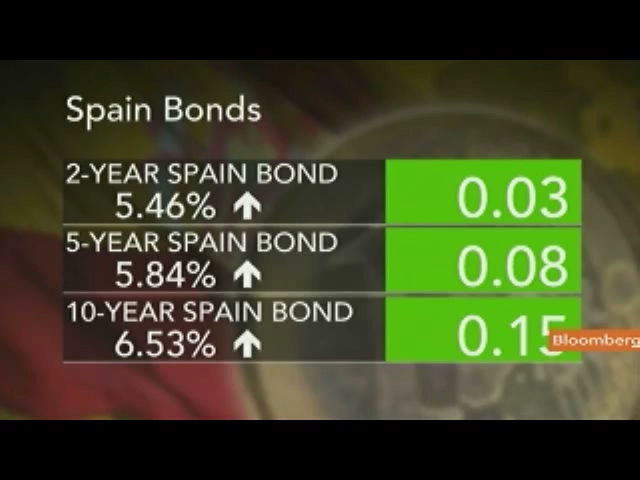 Spain Bonds
2-YEAR SPAIN BOND
5.46% ↑ 0.03
5-YEAR SPAIN BOND
5.84% ↑ 0.08
10-YEAR SPAIN BOND
6.53% ↑ 0.15
Bloomberg